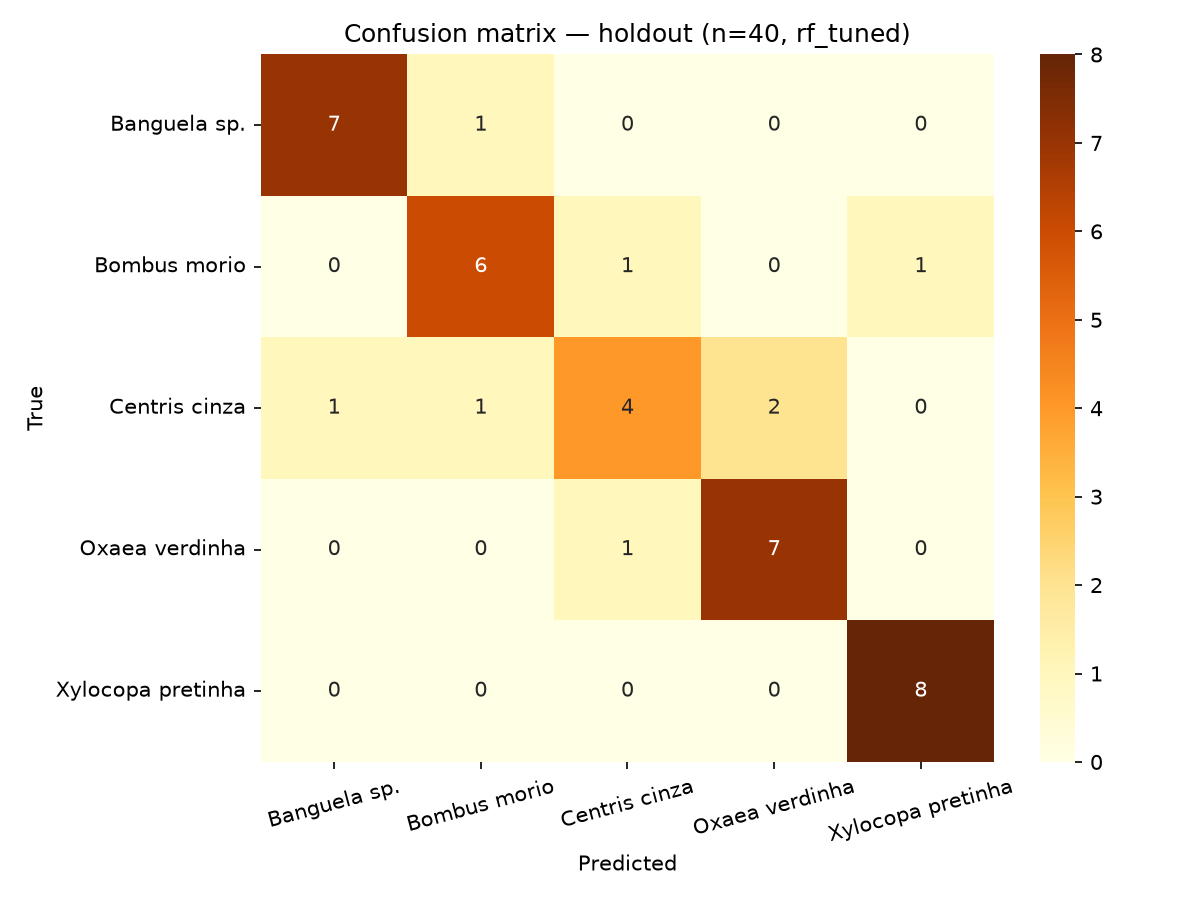 Confusion matrix — holdout (n=40, rf_tuned)
True
Banguela sp. 7 1 0 0 0
Bombus morio 0 6 1 0 1
Centris cinza 1 1 4 2 0
Oxaea verdinha 0 0 1 7 0
Xylocopa pretinha 0 0 0 0 8
Banguela sp. Bombus morio Centris cinza Oxaea verdinha Xylocopa pretinha
Predicted
8
7
6
5
4
3
2
1
0